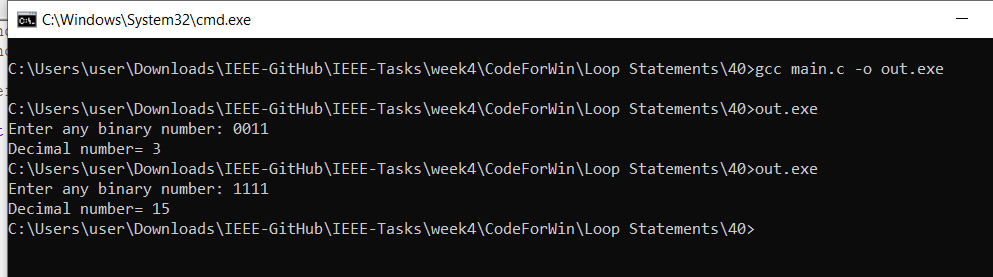 C:\Windows\System32\cmd.exe
C:\Users\user\Downloads\IEEE-GitHub\IEEE-Tasks\week4\CodeForWin\Loop Statements\40>gcc main.c -o out.exe
C:\Users\user\Downloads\IEEE-GitHub\IEEE-Tasks\week4\CodeForWin\Loop Statements\40>out.exe
Enter any binary number: 0011
Decimal number= 3
C:\Users\user\Downloads\IEEE-GitHub\IEEE-Tasks\week4\CodeForWin\Loop Statements\40>out.exe
Enter any binary number: 1111
Decimal number= 15
C:\Users\user\Downloads\IEEE-GitHub\IEEE-Tasks\week4\CodeForWin\Loop Statements\40>